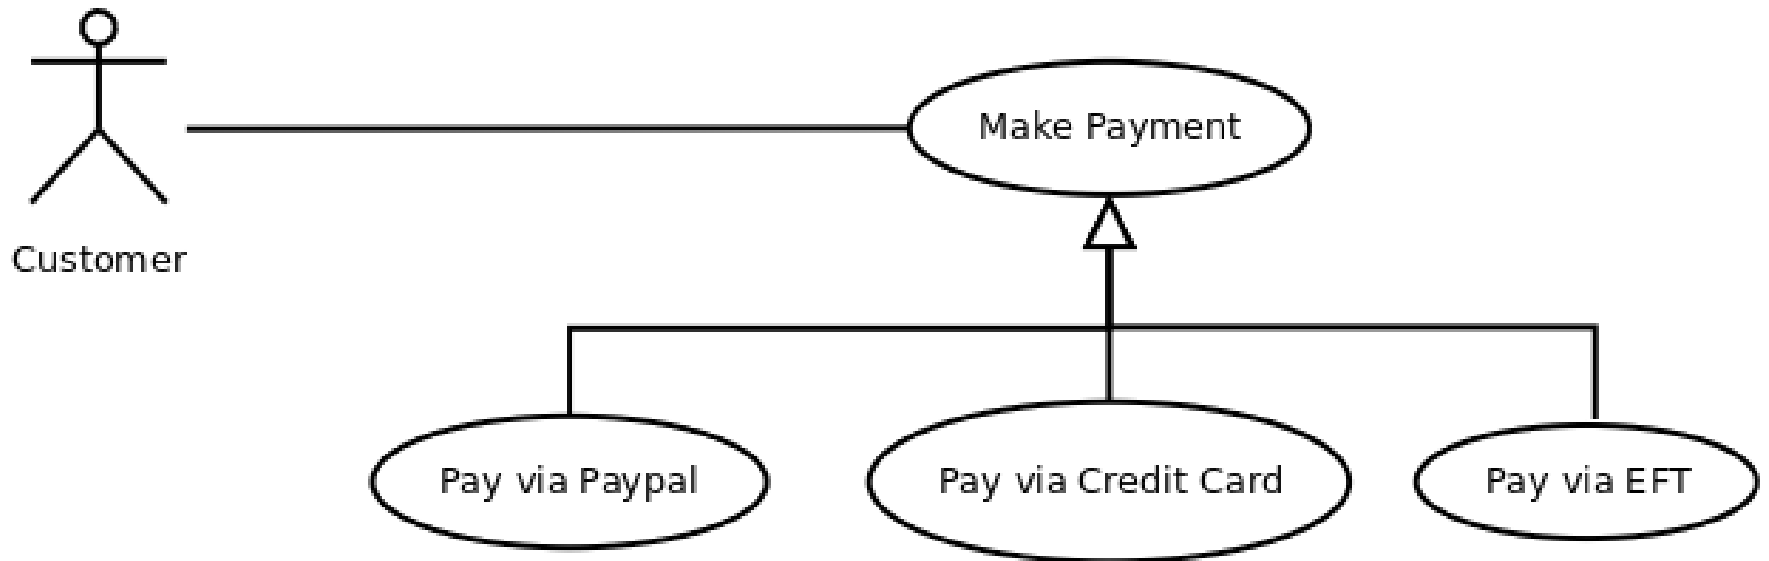 Make Payment
Customer
Pay via Paypal
Pay via Credit Card
Pay via EFT